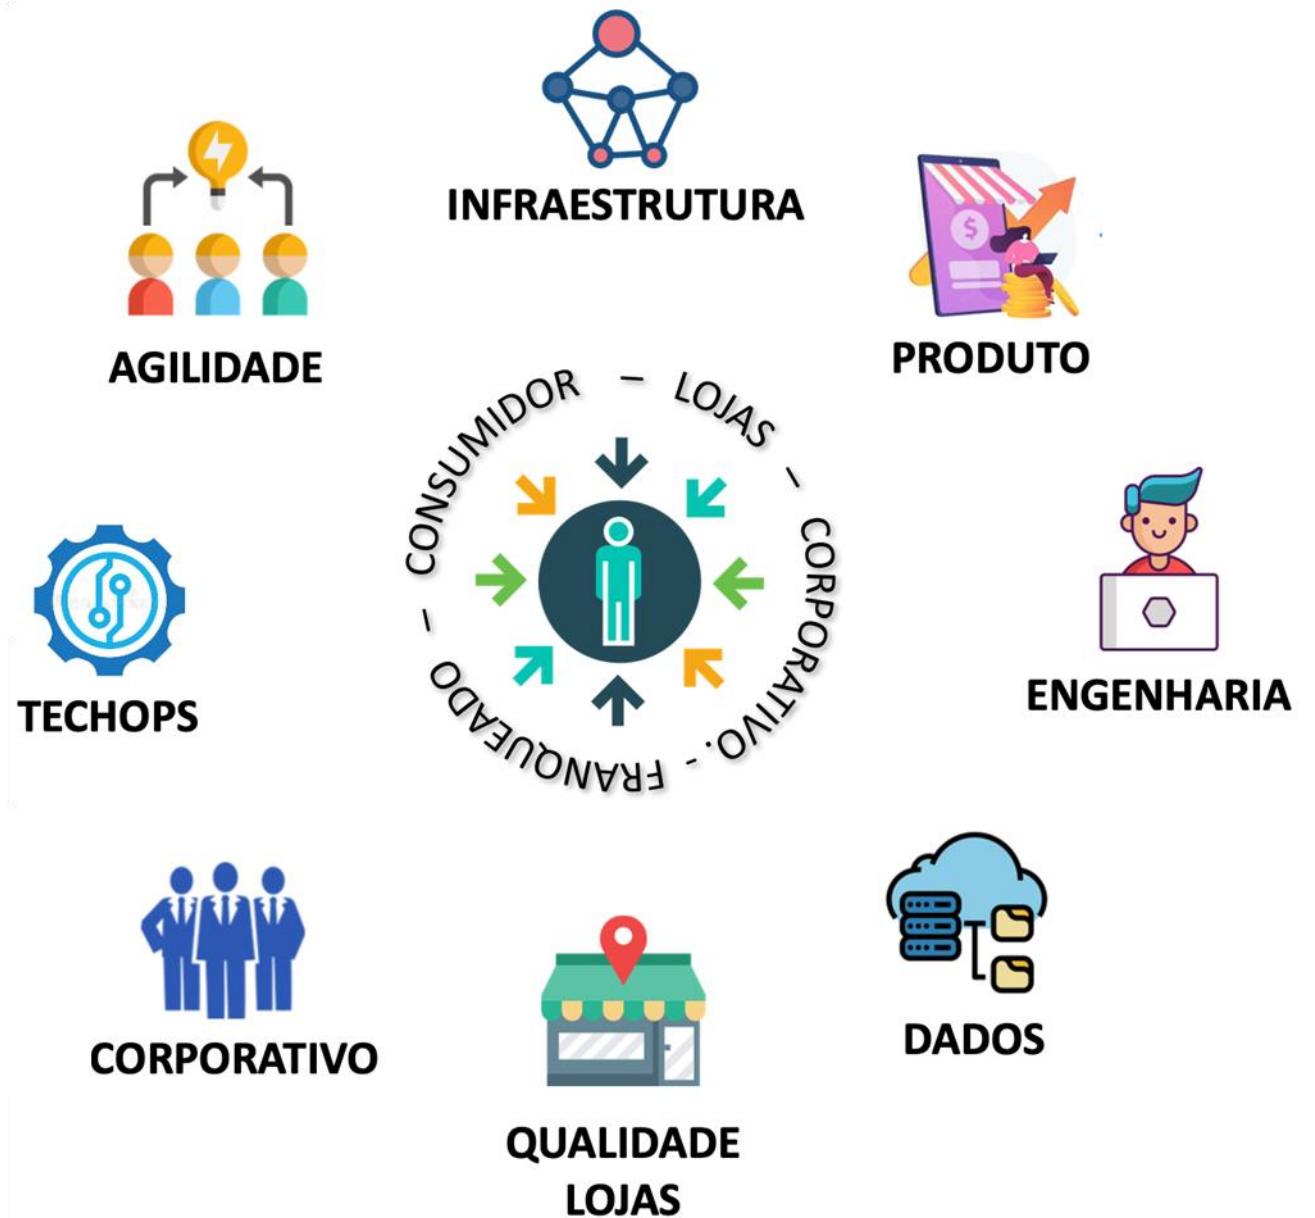 INFRAESTRUTURA
AGILIDADE
PRODUTO
CONSUMIDOR – LOJAS – CORPORATIVO. - FRANQUEADO –
$
TECHOPS
ENGENHARIA
CORPORATIVO
DADOS
QUALIDADE
LOJAS